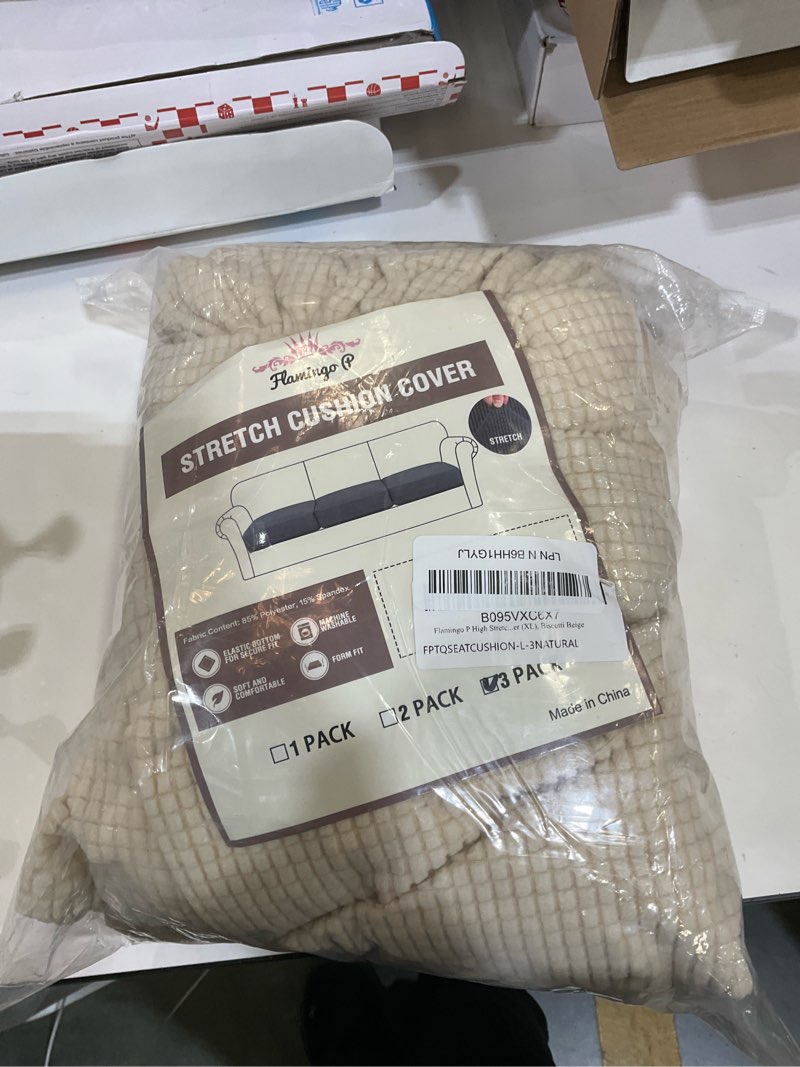 Flamingo P
STRETCH CUSHION COVER
STRETCH
LPN N B6HH1GYLJ
B095VXC6X7
Flamingo P High Stretc...er (XL), Biscotti Beige
FPTQSEATCUSHION-L-3NATURAL
Fabric Content: 85% Polyester, 15% Spandex
ELASTIC BOTTOM
FOR SECURE FIT
MACHINE
WASHABLE
SOFT AND
COMFORTABLE
FORM FIT
1 PACK
2 PACK
3 PACK
Made in China